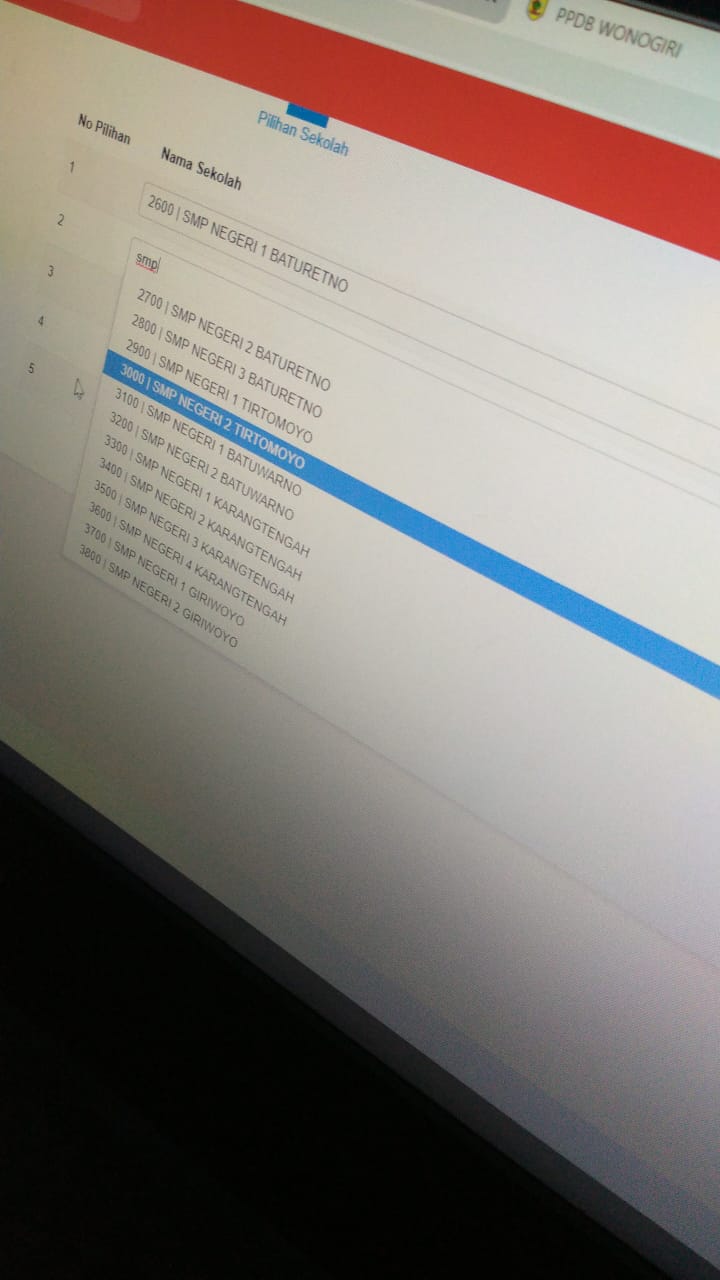 PPDB WONOGIRI
Pilihan Sekolah
No Pilihan Nama Sekolah
1 2600 | SMP NEGERI 1 BATURETNO
2 smp
3
4
5
2700 | SMP NEGERI 2 BATURETNO
2800 | SMP NEGERI 3 BATURETNO
2900 | SMP NEGERI 1 TIRTOMOYO
3000 | SMP NEGERI 2 TIRTOMOYO
3100 | SMP NEGERI 1 BATUWARNO
3200 | SMP NEGERI 2 BATUWARNO
3300 | SMP NEGERI 1 KARANGTENGAH
3400 | SMP NEGERI 2 KARANGTENGAH
3500 | SMP NEGERI 3 KARANGTENGAH
3600 | SMP NEGERI 4 KARANGTENGAH
3700 | SMP NEGERI 1 GIRIWOYO
3800 | SMP NEGERI 2 GIRIWOYO